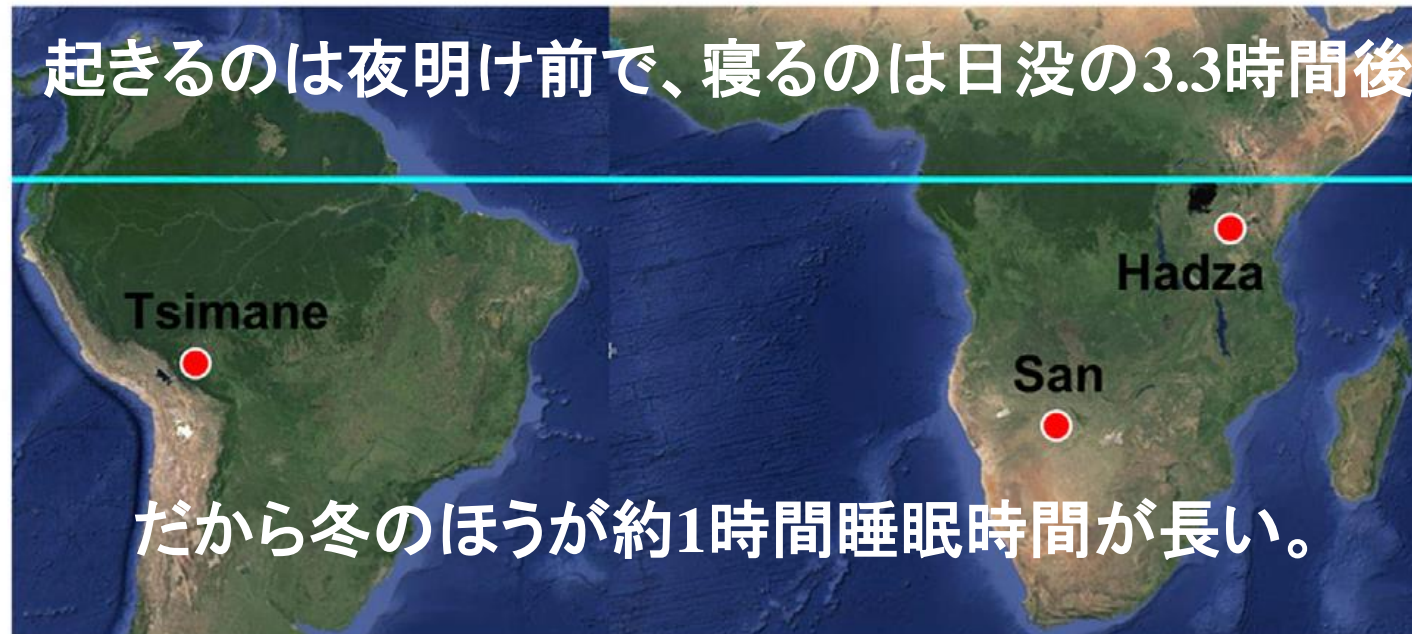 起きるのは夜明け前で、寝るのは日没の3.3時間後
Hadza
Tsimane
San
だから冬のほうが約1時間睡眠時間が長い。